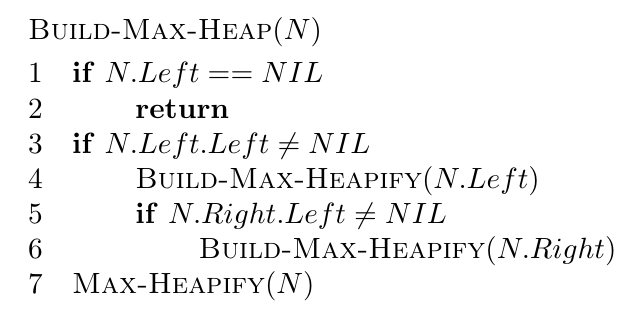 BUILD-MAX-HEAP(N)
1 if N.Left == NIL
2 return
3 if N.Left.Left ≠ NIL
4 BUILD-MAX-HEAPIFY(N.Left)
5 if N.Right.Left ≠ NIL
6 BUILD-MAX-HEAPIFY(N.Right)
7 MAX-HEAPIFY(N)